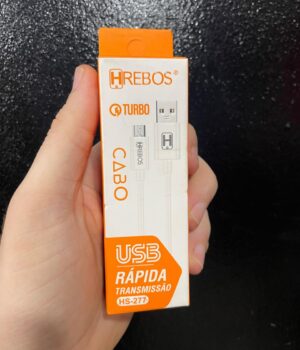 HREBOS®
TURBO
HREBOS
CABO
USB
RÁPIDA
TRANSMISSÃO
HS-277